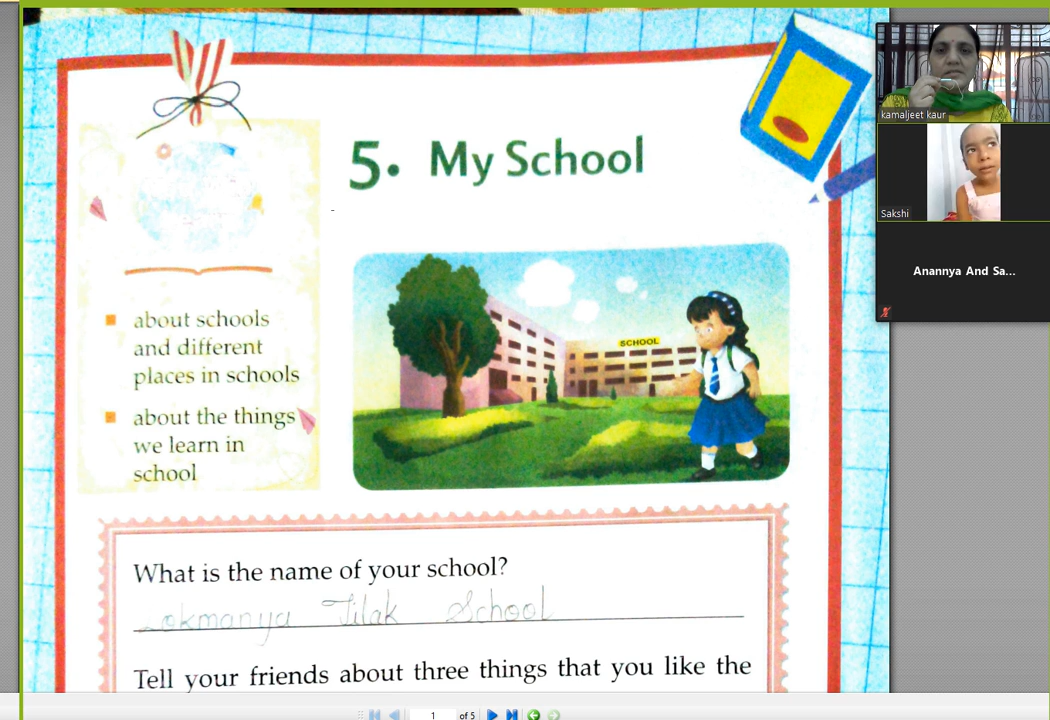 5. My School
about schools
and different
places in schools
about the things
we learn in
school
SCHOOL
What is the name of your school?
Lokmanya Tilak School
Tell your friends about three things that you like the
kamaljeet kaur
Sakshi
Anannya And Sa...
1 of 5